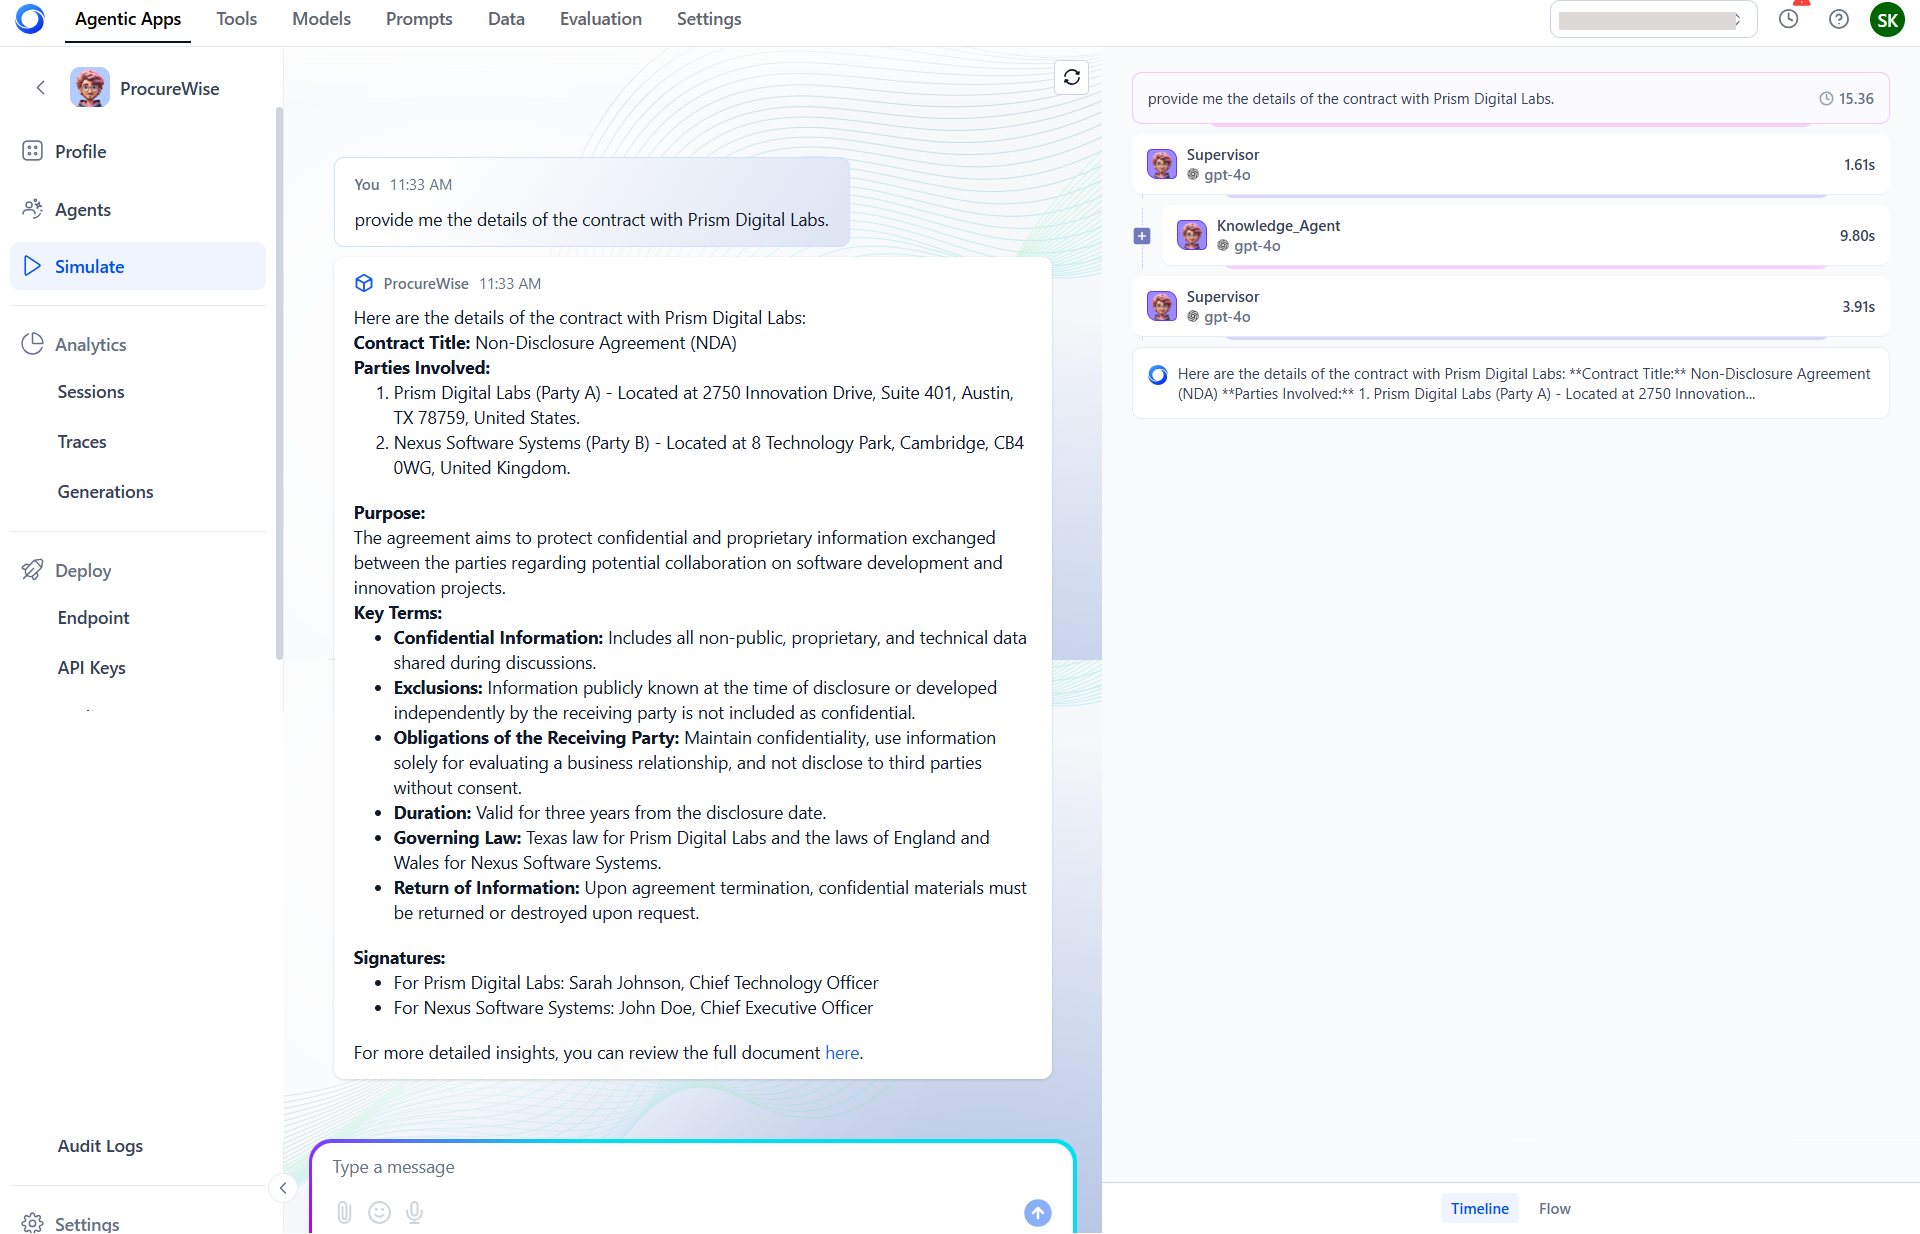 Agentic Apps Tools Models Prompts Data Evaluation Settings
SK
ProcureWise
Profile
Agents
Simulate
Analytics
Sessions
Traces
Generations
Deploy
Endpoint
API Keys
Audit Logs
Settings
You 11:33 AM
provide me the details of the contract with Prism Digital Labs.
ProcureWise 11:33 AM
Here are the details of the contract with Prism Digital Labs:
Contract Title: Non-Disclosure Agreement (NDA)
Parties Involved:
1. Prism Digital Labs (Party A) - Located at 2750 Innovation Drive, Suite 401, Austin,
TX 78759, United States.
2. Nexus Software Systems (Party B) - Located at 8 Technology Park, Cambridge, CB4
0WG, United Kingdom.
Purpose:
The agreement aims to protect confidential and proprietary information exchanged
between the parties regarding potential collaboration on software development and
innovation projects.
Key Terms:
• Confidential Information: Includes all non-public, proprietary, and technical data
shared during discussions.
• Exclusions: Information publicly known at the time of disclosure or developed
independently by the receiving party is not included as confidential.
• Obligations of the Receiving Party: Maintain confidentiality, use information
solely for evaluating a business relationship, and not disclose to third parties
without consent.
• Duration: Valid for three years from the disclosure date.
• Governing Law: Texas law for Prism Digital Labs and the laws of England and
Wales for Nexus Software Systems.
• Return of Information: Upon agreement termination, confidential materials must
be returned or destroyed upon request.
Signatures:
• For Prism Digital Labs: Sarah Johnson, Chief Technology Officer
• For Nexus Software Systems: John Doe, Chief Executive Officer
For more detailed insights, you can review the full document here.
Type a message
provide me the details of the contract with Prism Digital Labs. 15.36
Supervisor
gpt-4o
1.61s
Knowledge_Agent
gpt-4o
9.80s
Supervisor
gpt-4o
3.91s
Here are the details of the contract with Prism Digital Labs: **Contract Title:** Non-Disclosure Agreement
(NDA) **Parties Involved:** 1. Prism Digital Labs (Party A) - Located at 2750 Innovation...
Timeline Flow